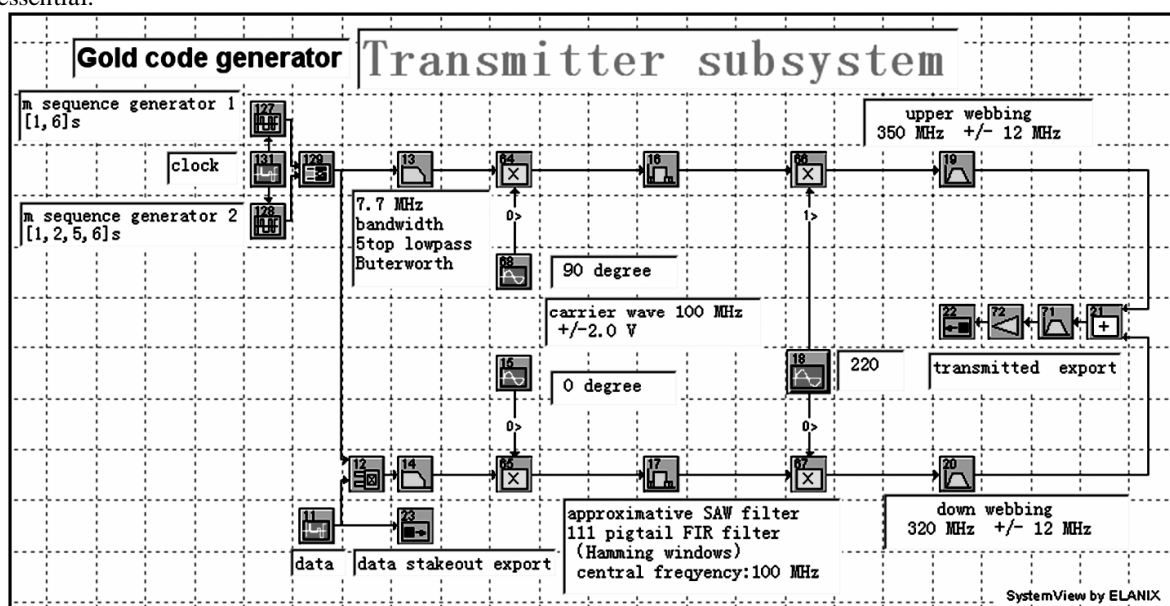 essential.
Gold code generator
Transmitter subsystem
m sequence generator 1
[1,6]s
127
upper webbing
350 MHz +/- 12 MHz
clock
131
129
13
64
16
66
19
m sequence generator 2
[1,2,5,6]s
128
7.7 MHz
bandwidth
5top lowpass
Buterworth
0>
1>
68
90 degree
carrier wave 100 MHz
+/-2.0 V
22
72
71
21
15
0 degree
18
220
transmitted export
0>
0>
12
14
65
17
67
20
11
23
data
data stakeout export
approximative SAW filter
111 pigtail FIR filter
(Hamming windows)
central freqyency:100 MHz
down webbing
320 MHz +/- 12 MHz
SystemView by ELANIX